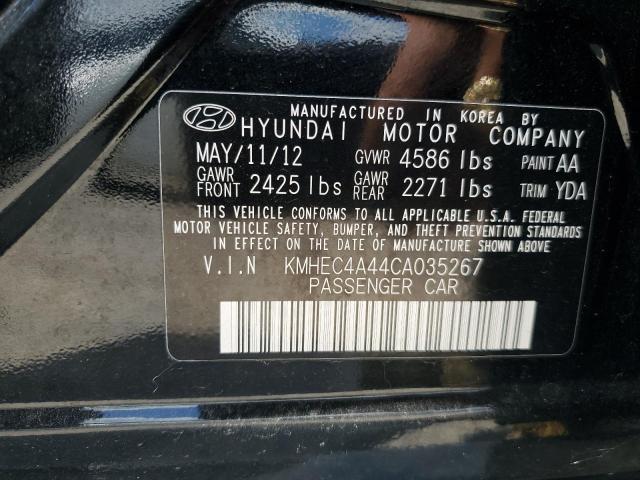 MANUFACTURED IN KOREA BY
HYUNDAI MOTOR COMPANY
MAY/11/12 GVWR 4586 lbs PAINT AA
GAWR FRONT 2425 lbs GAWR REAR 2271 lbs TRIM YDA
THIS VEHICLE CONFORMS TO ALL APPLICABLE U.S.A. FEDERAL
MOTOR VEHICLE SAFETY, BUMPER, AND THEFT PREVENTION STANDARDS
IN EFFECT ON THE DATE OF MANUFACTURE SHOWN ABOVE.
V.I.N KMHEC4A44CA035267
PASSENGER CAR